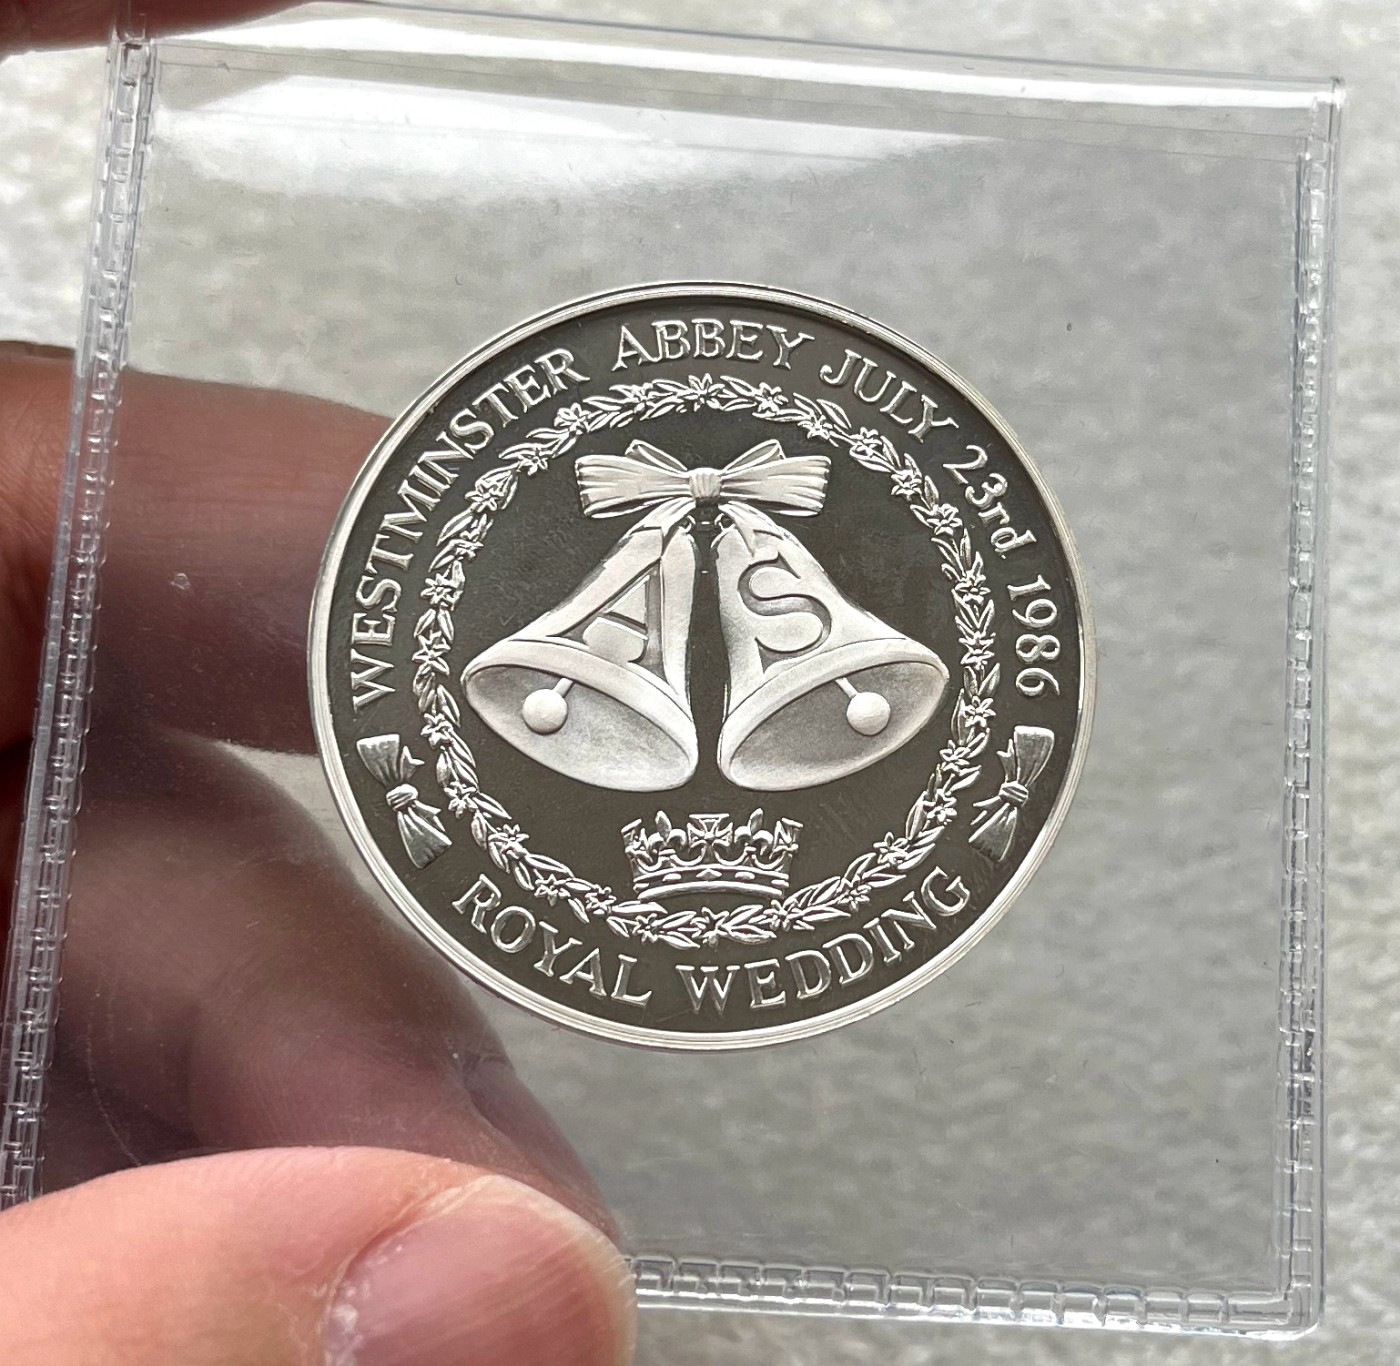 WESTMINSTER ABBEY JULY 23rd 1986
A S
ROYAL WEDDING